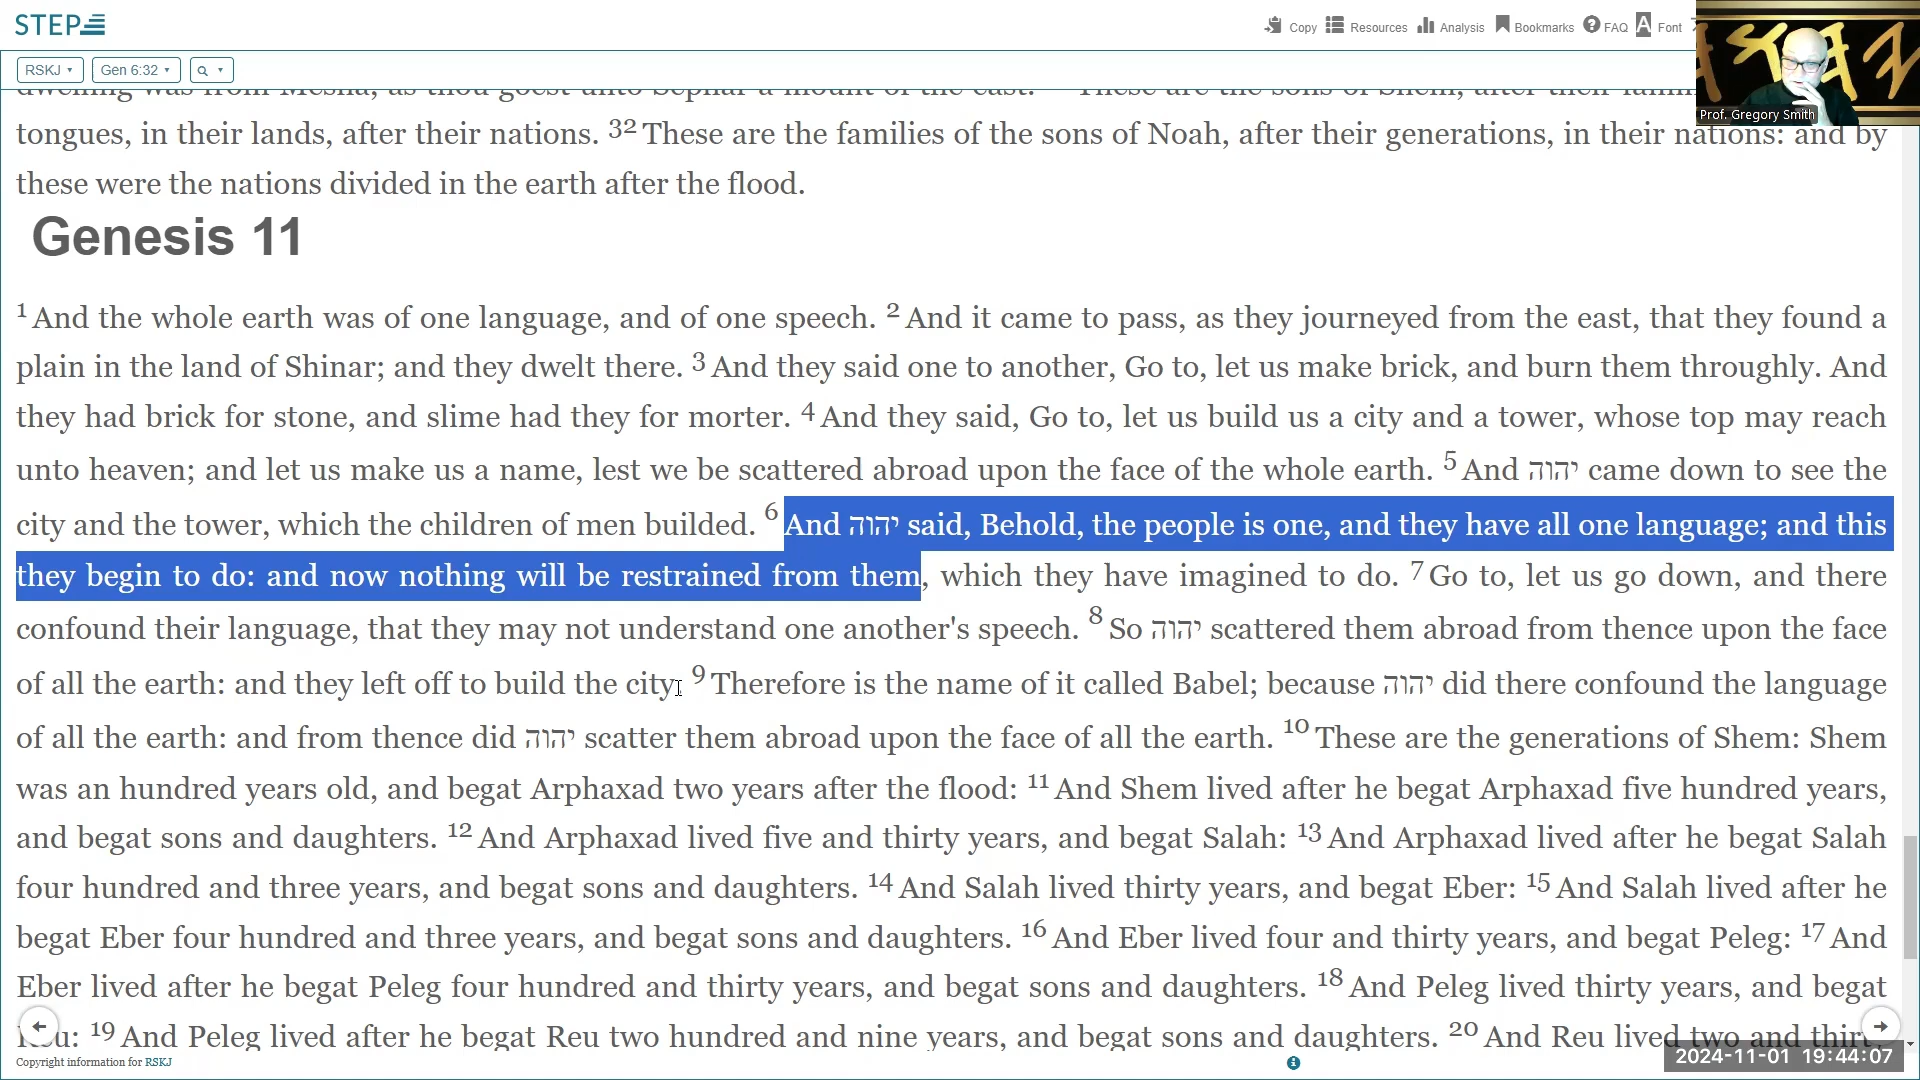 STEP
Copy Resources Analysis Bookmarks FAQ A Font
RSKJ Gen 6:32
Prof. Gregory Smith
dwelling was from Mesha, as thou goest unto Sephar a mount of the east. These are the sons of Shem, after their
tongues, in their lands, after their nations. 32 These are the families of the sons of Noah, after their generations, in their nations: and by
these were the nations divided in the earth after the flood.
Genesis 11
1 And the whole earth was of one language, and of one speech. 2 And it came to pass, as they journeyed from the east, that they found a
plain in the land of Shinar; and they dwelt there. 3 And they said one to another, Go to, let us make brick, and burn them throughly. And
they had brick for stone, and slime had they for morter. 4 And they said, Go to, let us build us a city and a tower, whose top may reach
unto heaven; and let us make us a name, lest we be scattered abroad upon the face of the whole earth. 5 And יהוה came down to see the
city and the tower, which the children of men builded. 6 And יהוה said, Behold, the people is one, and they have all one language; and this
they begin to do: and now nothing will be restrained from them, which they have imagined to do. 7 Go to, let us go down, and there
confound their language, that they may not understand one another's speech. 8 So יהוה scattered them abroad from thence upon the face
of all the earth: and they left off to build the city. 9 Therefore is the name of it called Babel; because יהוה did there confound the language
of all the earth: and from thence did יהוה scatter them abroad upon the face of all the earth. 10 These are the generations of Shem: Shem
was an hundred years old, and begat Arphaxad two years after the flood: 11 And Shem lived after he begat Arphaxad five hundred years,
and begat sons and daughters. 12 And Arphaxad lived five and thirty years, and begat Salah: 13 And Arphaxad lived after he begat Salah
four hundred and three years, and begat sons and daughters. 14 And Salah lived thirty years, and begat Eber: 15 And Salah lived after he
begat Eber four hundred and three years, and begat sons and daughters. 16 And Eber lived four and thirty years, and begat Peleg: 17 And
Eber lived after he begat Peleg four hundred and thirty years, and begat sons and daughters. 18 And Peleg lived thirty years, and begat
Reu: 19 And Peleg lived after he begat Reu two hundred and nine years, and begat sons and daughters. 20 And Reu lived two and thirty
Copyright information for RSKJ
2024-11-01 19:44:07